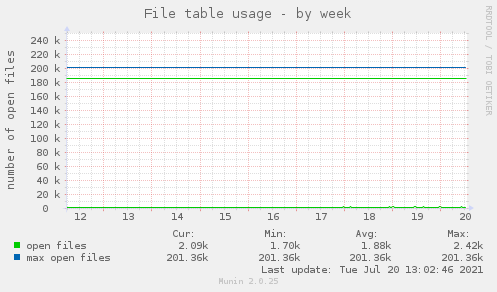 File table usage - by week
RRDTOOL / TOBI OETIKER
number of open files
240 k
220 k
200 k
180 k
160 k
140 k
120 k
100 k
80 k
60 k
40 k
20 k
0
12 13 14 15 16 17 18 19 20
Cur: Min: Avg: Max:
open files 2.09k 1.70k 1.88k 2.42k
max open files 201.36k 201.36k 201.36k 201.36k
Last update: Tue Jul 20 13:02:46 2021
Munin 2.0.25